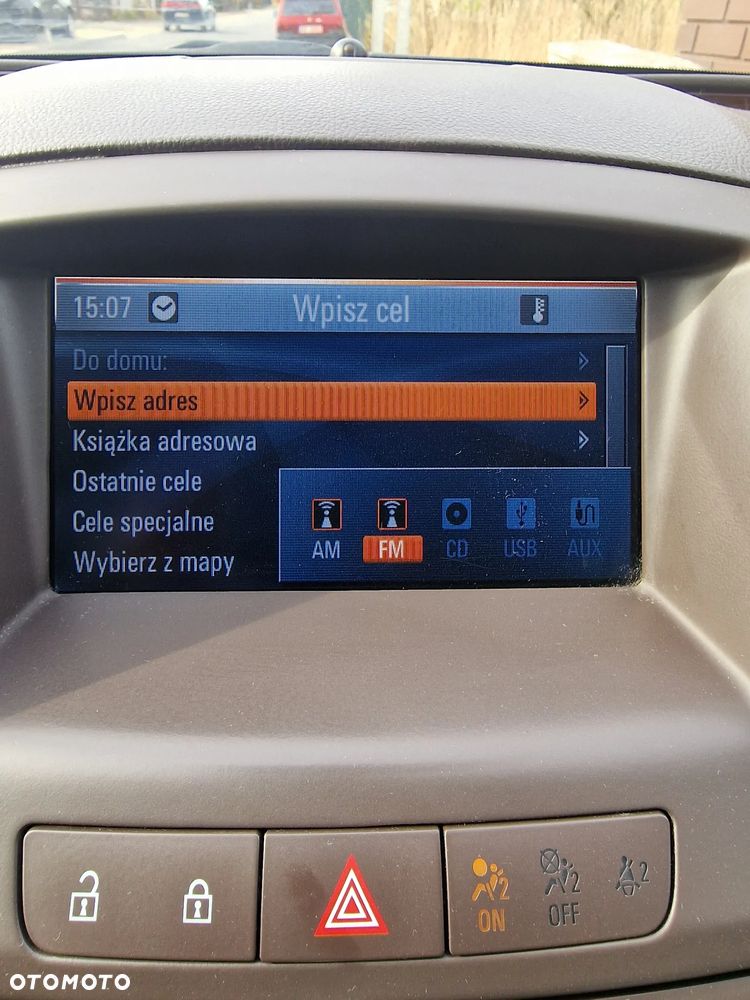 15:07 Wpisz cel
Do domu:
Wpisz adres
Książka adresowa
Ostatnie cele
Cele specjalne
Wybierz z mapy
AM FM CD USB AUX
2 2 2
ON OFF
OTOMOTO